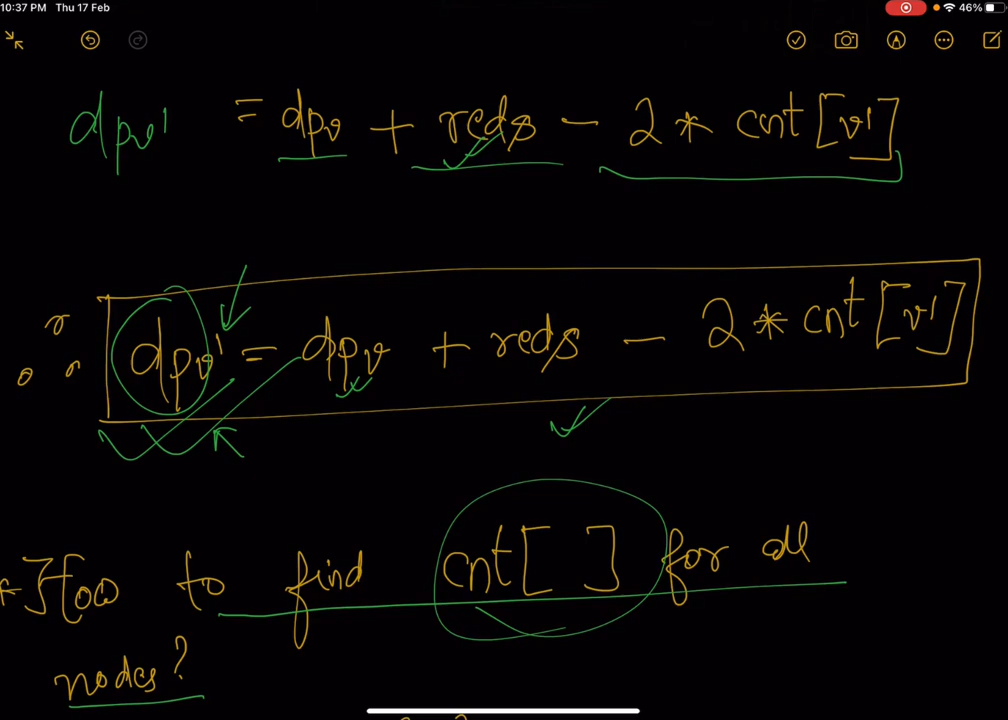 10:37 PM Thu 17 Feb 46%
dpv' = dpv + reds - 2 * cnt[v']
dpv' = dpv + reds - 2 * cnt[v']
to find cnt[ ] for all
nodes?